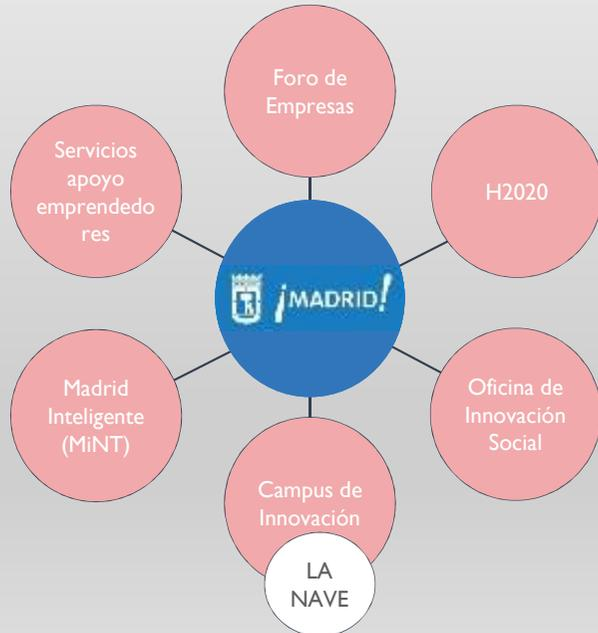 Foro de
Empresas
Servicios
apoyo
emprendedo
res
H2020
¡MADRID!
Madrid
Inteligente
(MiNT)
Oficina de
Innovación
Social
Campus de
Innovación
LA
NAVE